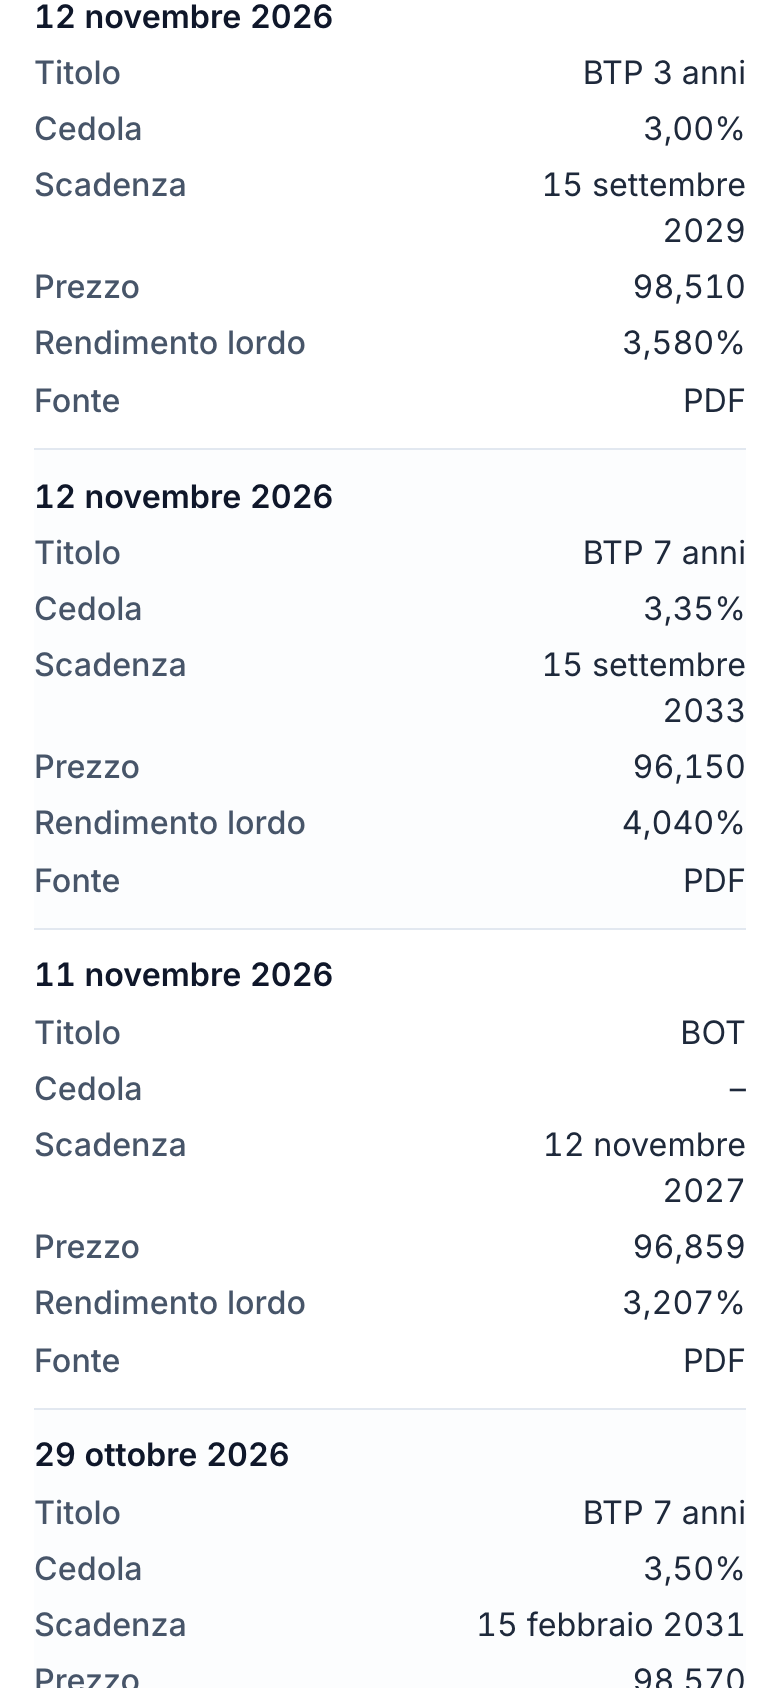 12 novembre 2026
Titolo BTP 3 anni
Cedola 3,00%
Scadenza 15 settembre
2029
Prezzo 98,510
Rendimento lordo 3,580%
Fonte PDF
12 novembre 2026
Titolo BTP 7 anni
Cedola 3,35%
Scadenza 15 settembre
2033
Prezzo 96,150
Rendimento lordo 4,040%
Fonte PDF
11 novembre 2026
Titolo BOT
Cedola –
Scadenza 12 novembre
2027
Prezzo 96,859
Rendimento lordo 3,207%
Fonte PDF
29 ottobre 2026
Titolo BTP 7 anni
Cedola 3,50%
Scadenza 15 febbraio 2031
Prezzo 98,570